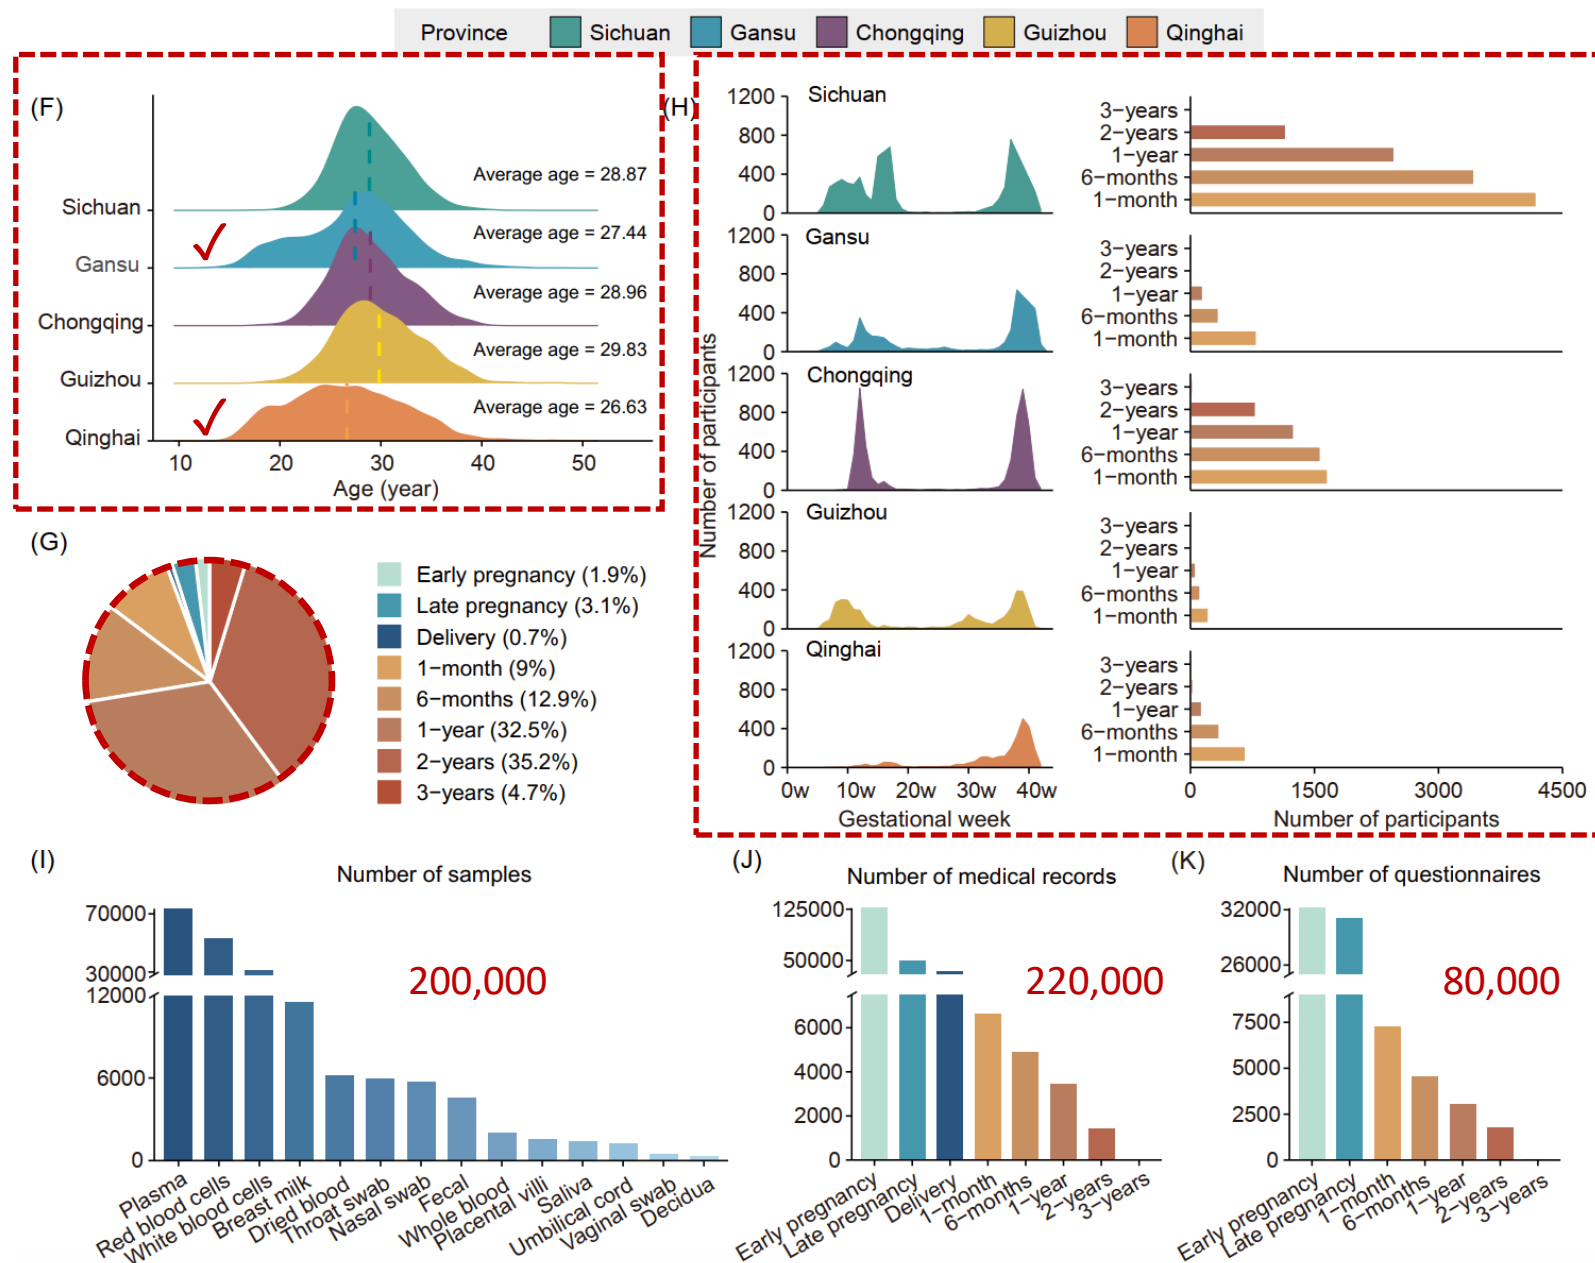 Province Sichuan Gansu Chongqing Guizhou Qinghai
(F)
Average age = 28.87
Sichuan
Average age = 27.44
Gansu
Average age = 28.96
Chongqing
Average age = 29.83
Guizhou
Average age = 26.63
Qinghai
10 20 30 40 50
Age (year)
(G)
Early pregnancy (1.9%)
Late pregnancy (3.1%)
Delivery (0.7%)
1−month (9%)
6−months (12.9%)
1−year (32.5%)
2−years (35.2%)
3−years (4.7%)
(H)
Number of participants
Sichuan
1200
800
400
0
3−years
2−years
1−year
6−months
1−month
Gansu
1200
800
400
0
3−years
2−years
1−year
6−months
1−month
Chongqing
1200
800
400
0
3−years
2−years
1−year
6−months
1−month
Guizhou
1200
800
400
0
3−years
2−years
1−year
6−months
1−month
Qinghai
1200
800
400
0
3−years
2−years
1−year
6−months
1−month
0w 10w 20w 30w 40w
Gestational week
0 1500 3000 4500
Number of participants
(I)
Number of samples
70000
30000
12000
6000
0
200,000
Plasma
Red blood cells
White blood cells
Breast milk
Dried blood
Throat swab
Nasal swab
Fecal
Whole blood
Placental villi
Saliva
Umbilical cord
Vaginal swab
Decidua
(J)
Number of medical records
125000
50000
6000
4000
2000
0
220,000
Early pregnancy
Late pregnancy
Delivery
1−month
6−months
1−year
2−years
3−years
(K)
Number of questionnaires
32000
26000
7500
5000
2500
0
80,000
Early pregnancy
Late pregnancy
1−month
6−months
1−year
2−years
3−years